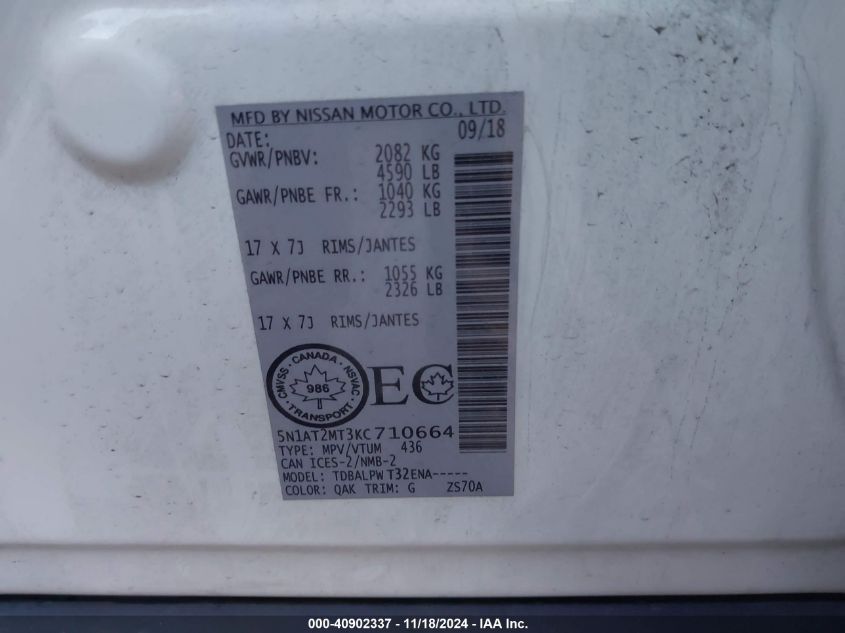 MFD BY NISSAN MOTOR CO., LTD.
DATE: 09/18
GVWR/PNBV: 2082 KG
4590 LB
GAWR/PNBE FR.: 1040 KG
2293 LB
17 X 7J RIMS/JANTES
GAWR/PNBE RR.: 1055 KG
2326 LB
17 X 7J RIMS/JANTES
CMVSS · CANADA · NSVAC
986
· TRANSPORT ·
EC
5N1AT2MT3KC710664
TYPE: MPV/VTUM 436
CAN ICES-2/NMB-2
MODEL: TDBALPW T32ENA-----
COLOR: QAK TRIM: G ZS70A
000-40902337 - 11/18/2024 - IAA Inc.